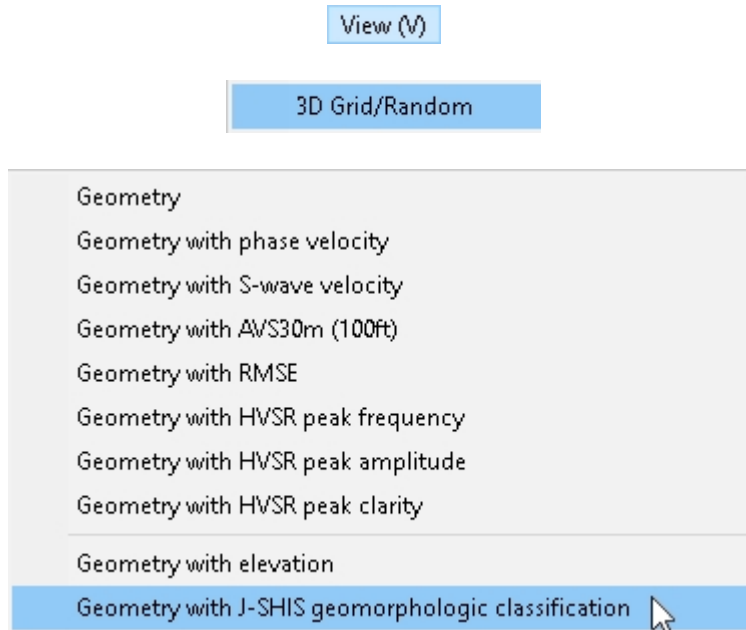 View (V)
3D Grid/Random
Geometry
Geometry with phase velocity
Geometry with S-wave velocity
Geometry with AVS30m (100ft)
Geometry with RMSE
Geometry with HVSR peak frequency
Geometry with HVSR peak amplitude
Geometry with HVSR peak clarity
Geometry with elevation
Geometry with J-SHIS geomorphologic classification